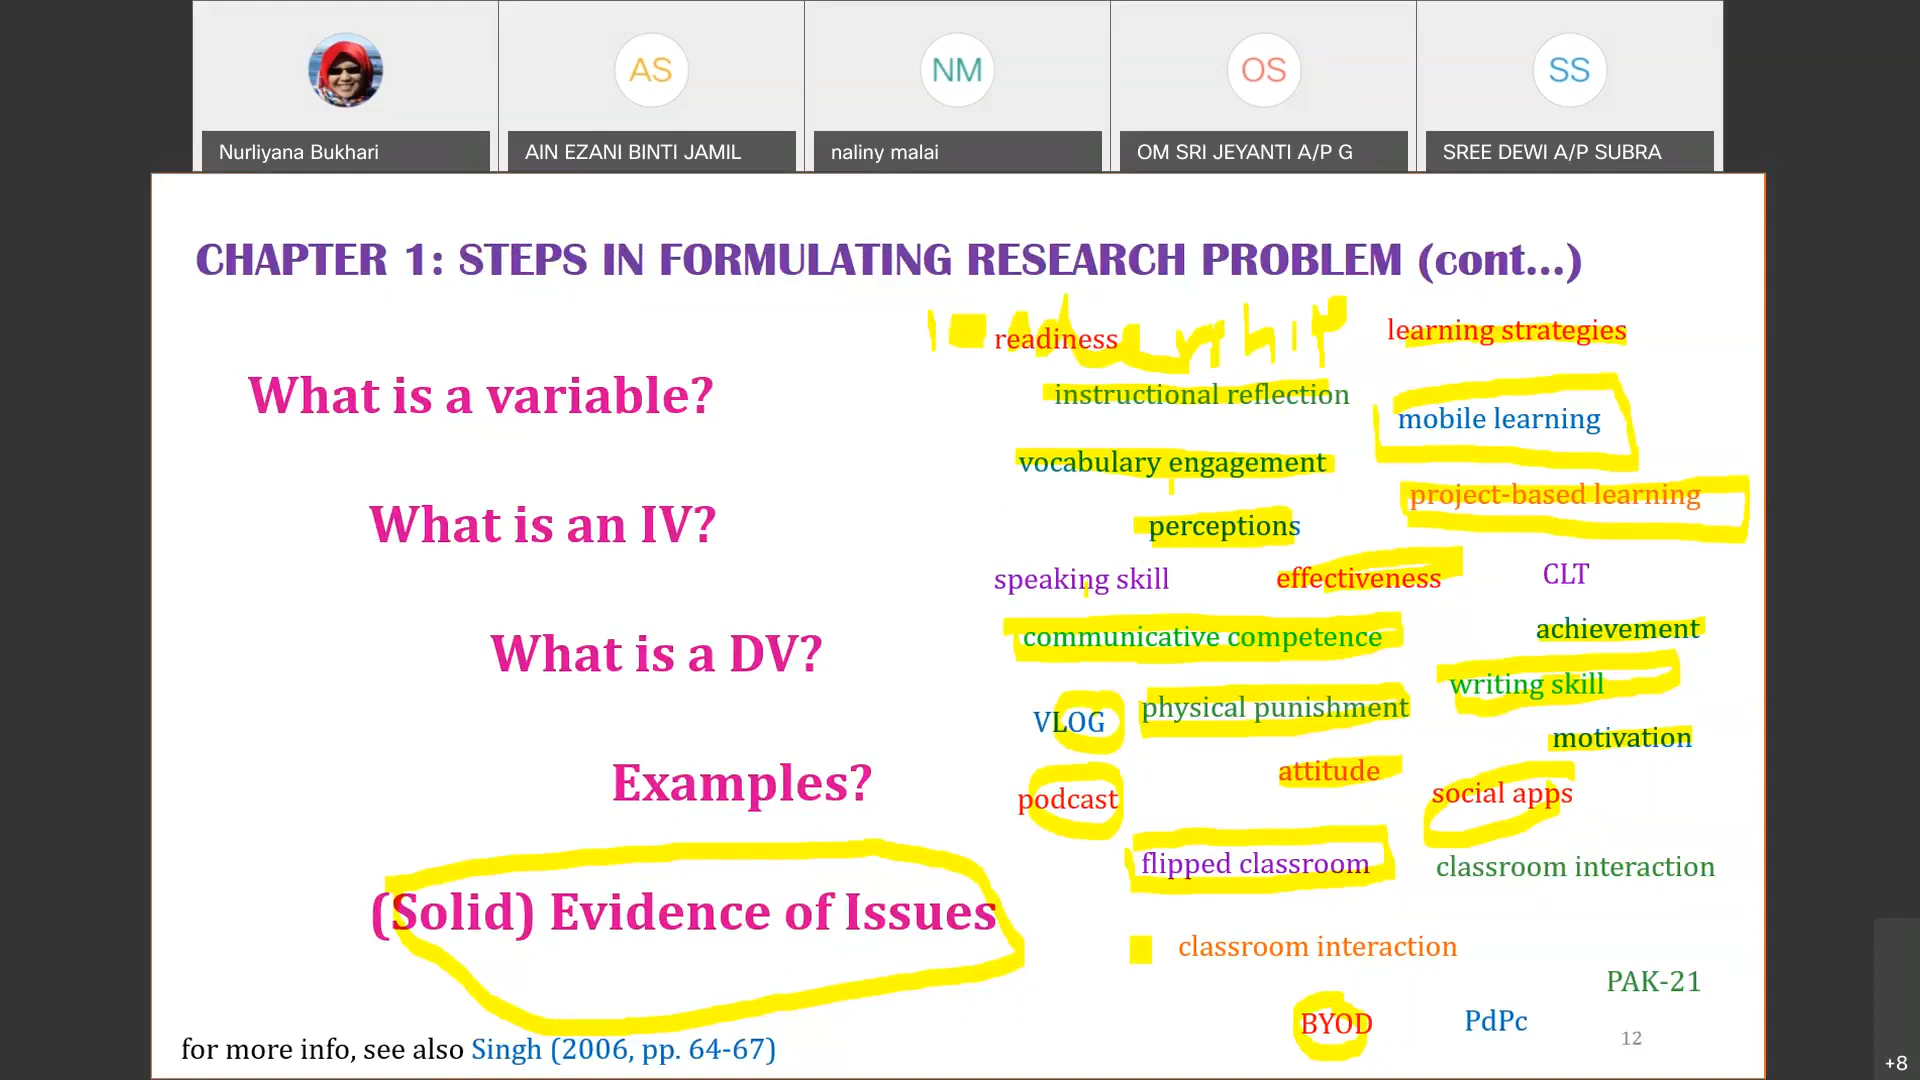 AS
NM
OS
SS
Nurliyana Bukhari
AIN EZANI BINTI JAMIL
naliny malai
OM SRI JEYANTI A/P G
SREE DEWI A/P SUBRA
CHAPTER 1: STEPS IN FORMULATING RESEARCH PROBLEM (cont...)
What is a variable?
What is an IV?
What is a DV?
Examples?
(Solid) Evidence of Issues
for more info, see also Singh (2006, pp. 64-67)
readiness
learning strategies
instructional reflection
mobile learning
vocabulary engagement
project-based learning
perceptions
speaking skill
effectiveness
CLT
communicative competence
achievement
writing skill
VLOG
physical punishment
motivation
attitude
podcast
social apps
flipped classroom
classroom interaction
classroom interaction
PAK-21
BYOD
PdPc
12
+8